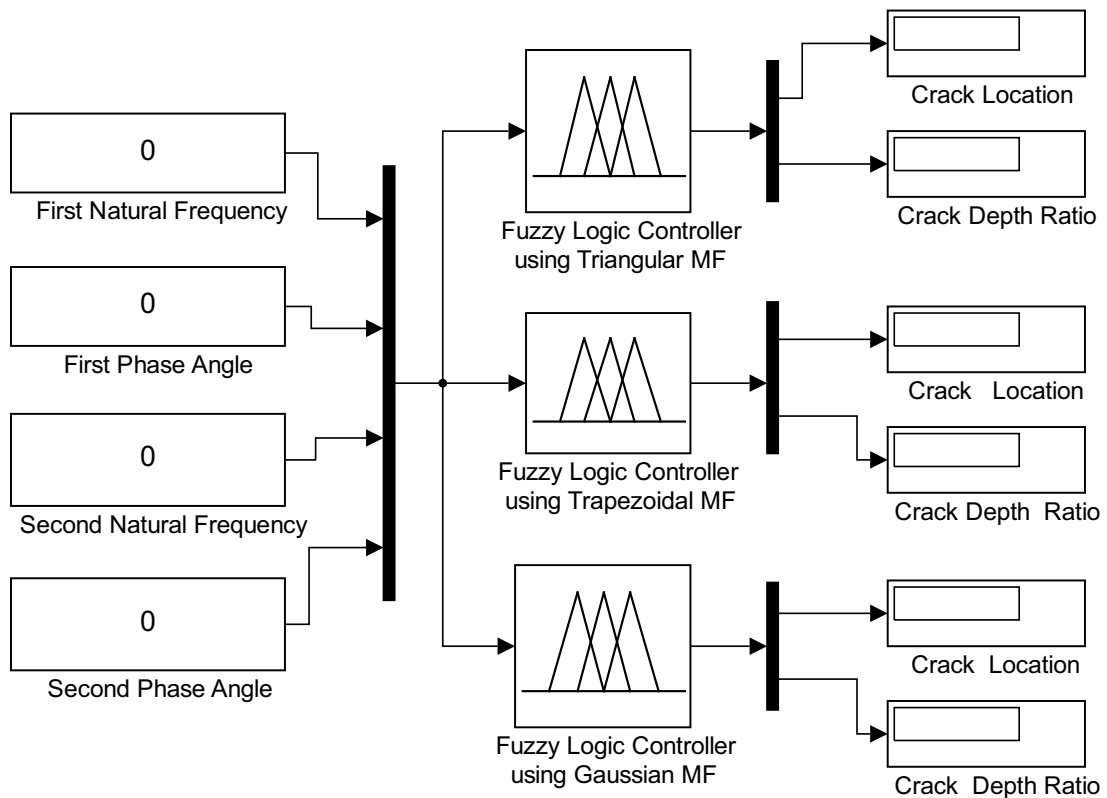 0
First Natural Frequency
0
First Phase Angle
0
Second Natural Frequency
0
Second Phase Angle
Fuzzy Logic Controller
using Triangular MF
Fuzzy Logic Controller
using Trapezoidal MF
Fuzzy Logic Controller
using Gaussian MF
Crack Location
Crack Depth Ratio
Crack Location
Crack Depth Ratio
Crack Location
Crack Depth Ratio